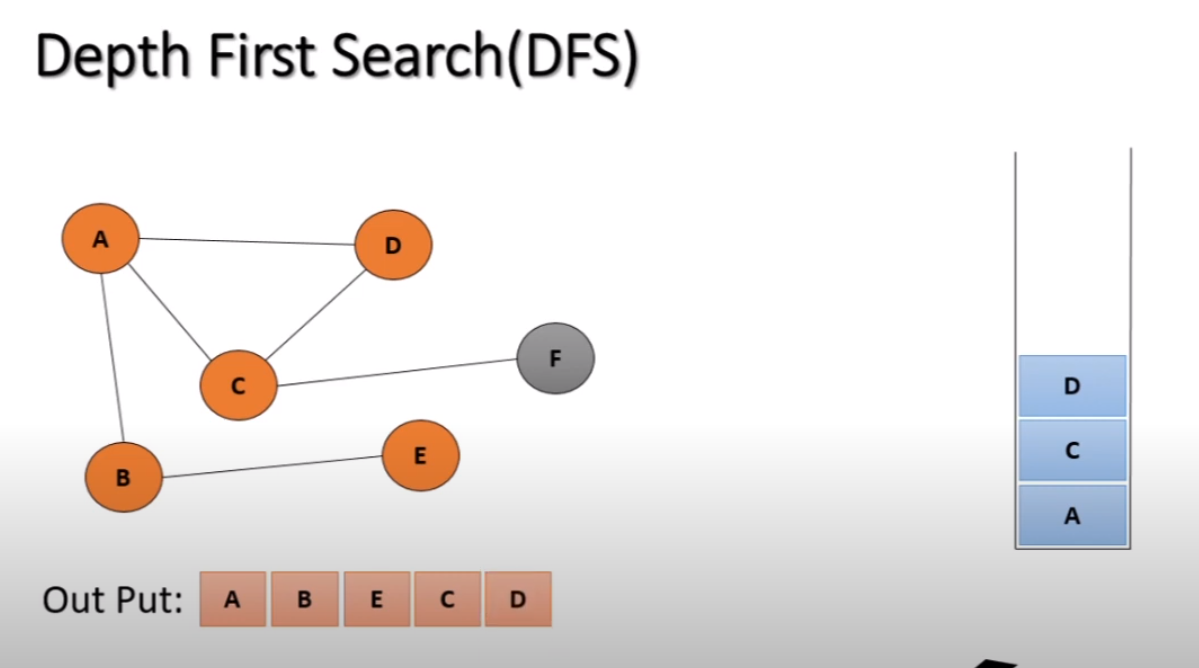 Depth First Search(DFS)
A
D
C
F
B
E
D
C
A
Out Put: A B E C D